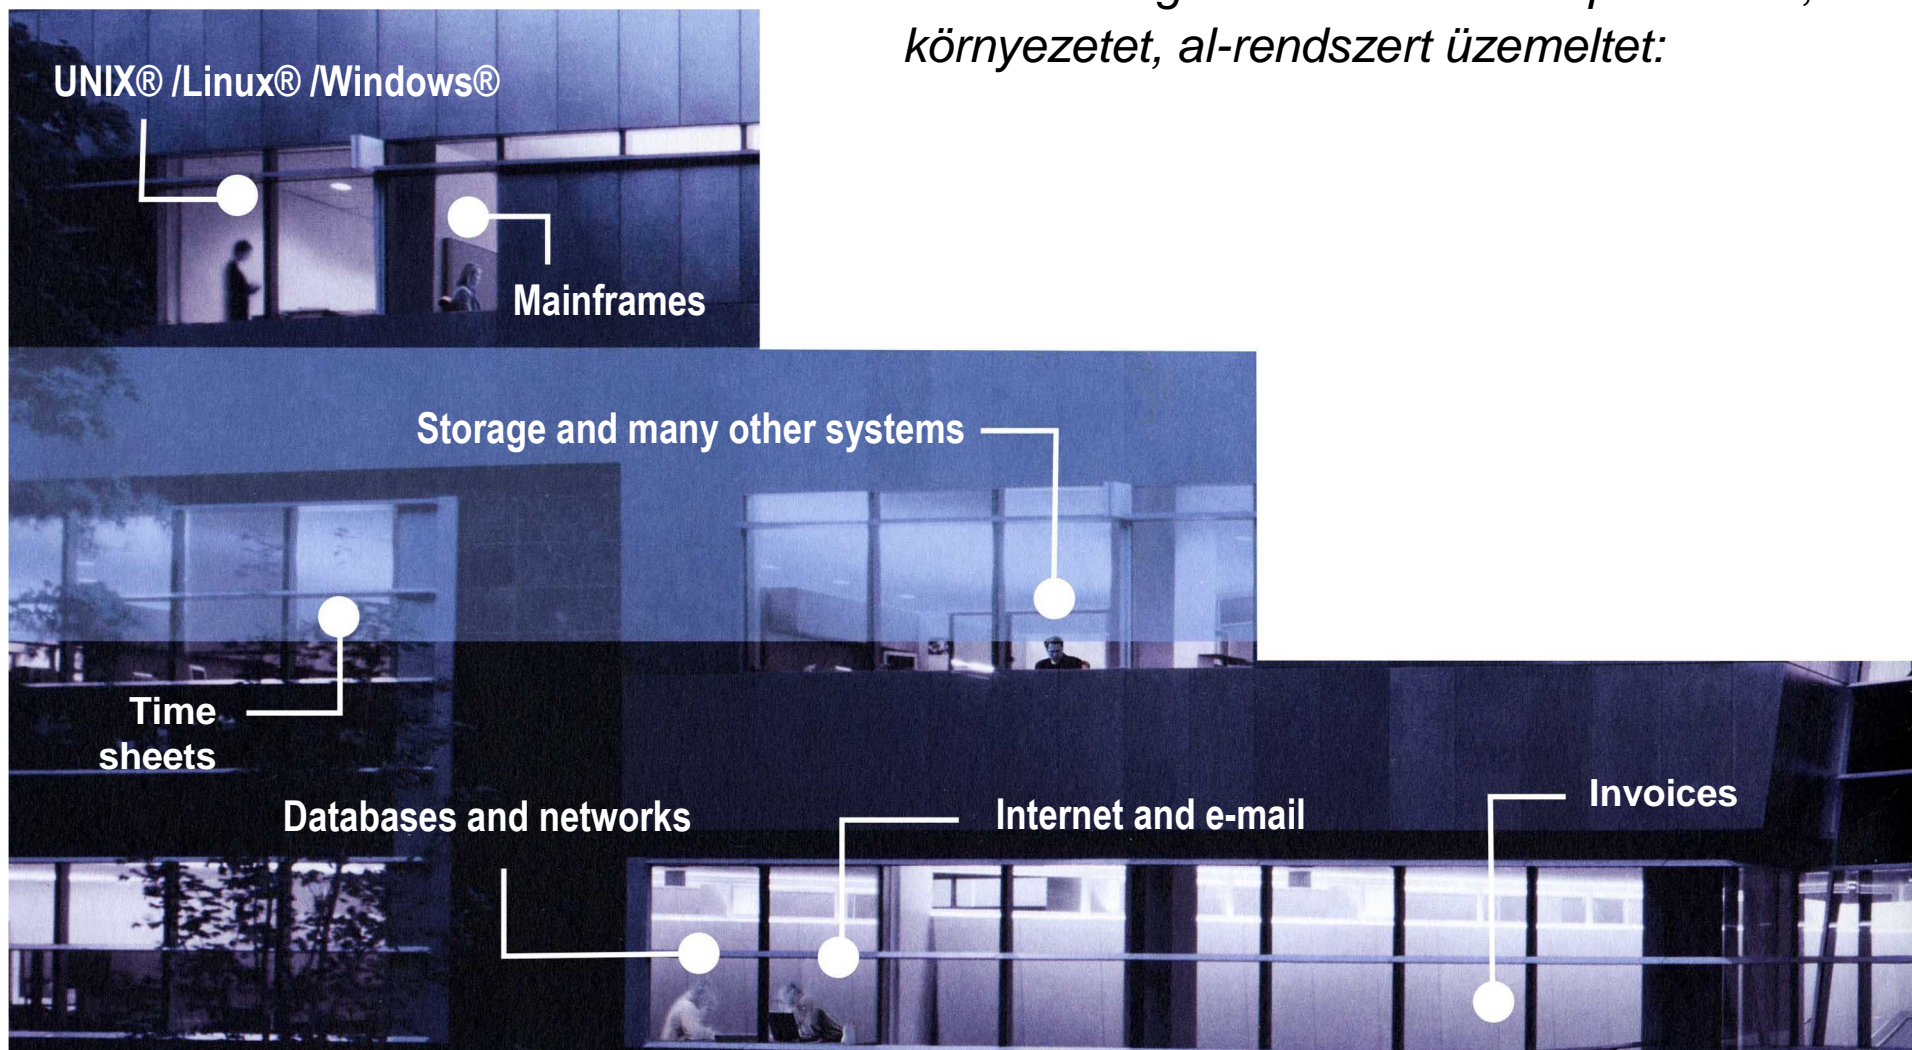 környezetet, al-rendszert üzemeltet:
UNIX® /Linux® /Windows®
Mainframes
Storage and many other systems
Time
sheets
Databases and networks
Internet and e-mail
Invoices